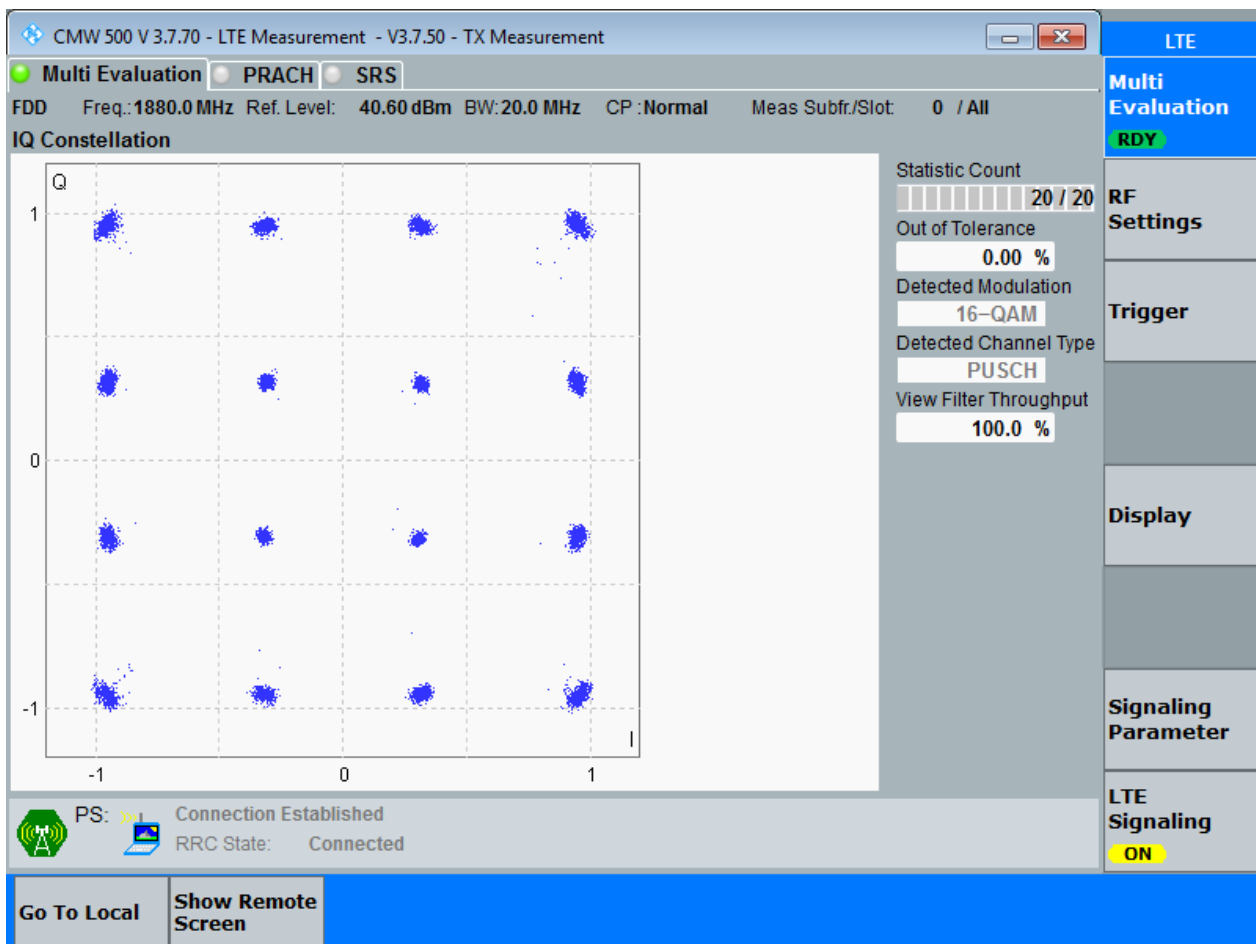 CMW 500 V 3.7.70 - LTE Measurement - V3.7.50 - TX Measurement
LTE
Multi Evaluation PRACH SRS
Multi
Evaluation
RDY
FDD Freq.: 1880.0 MHz Ref. Level: 40.60 dBm BW: 20.0 MHz CP : Normal Meas Subfr./Slot: 0 / All
IQ Constellation
Q
1
0
-1
-1 0 1
I
Statistic Count
20 / 20
Out of Tolerance
0.00 %
Detected Modulation
16-QAM
Detected Channel Type
PUSCH
View Filter Throughput
100.0 %
RF
Settings
Trigger
Display
Signaling
Parameter
LTE
Signaling
ON
PS: Connection Established
RRC State: Connected
Go To Local
Show Remote
Screen